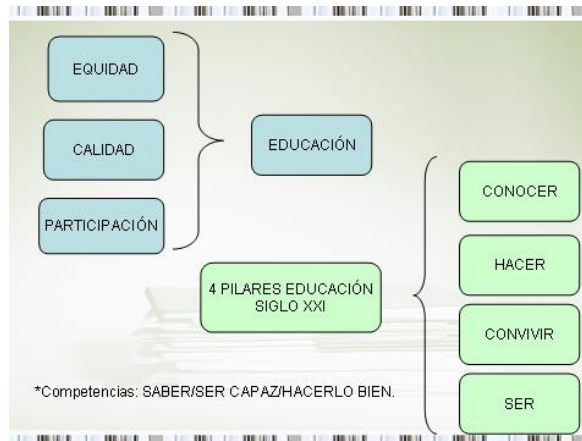 EQUIDAD
CALIDAD
PARTICIPACIÓN
EDUCACIÓN
4 PILARES EDUCACIÓN
SIGLO XXI
CONOCER
HACER
CONVIVIR
SER
*Competencias: SABER/SER CAPAZ/HACERLO BIEN.